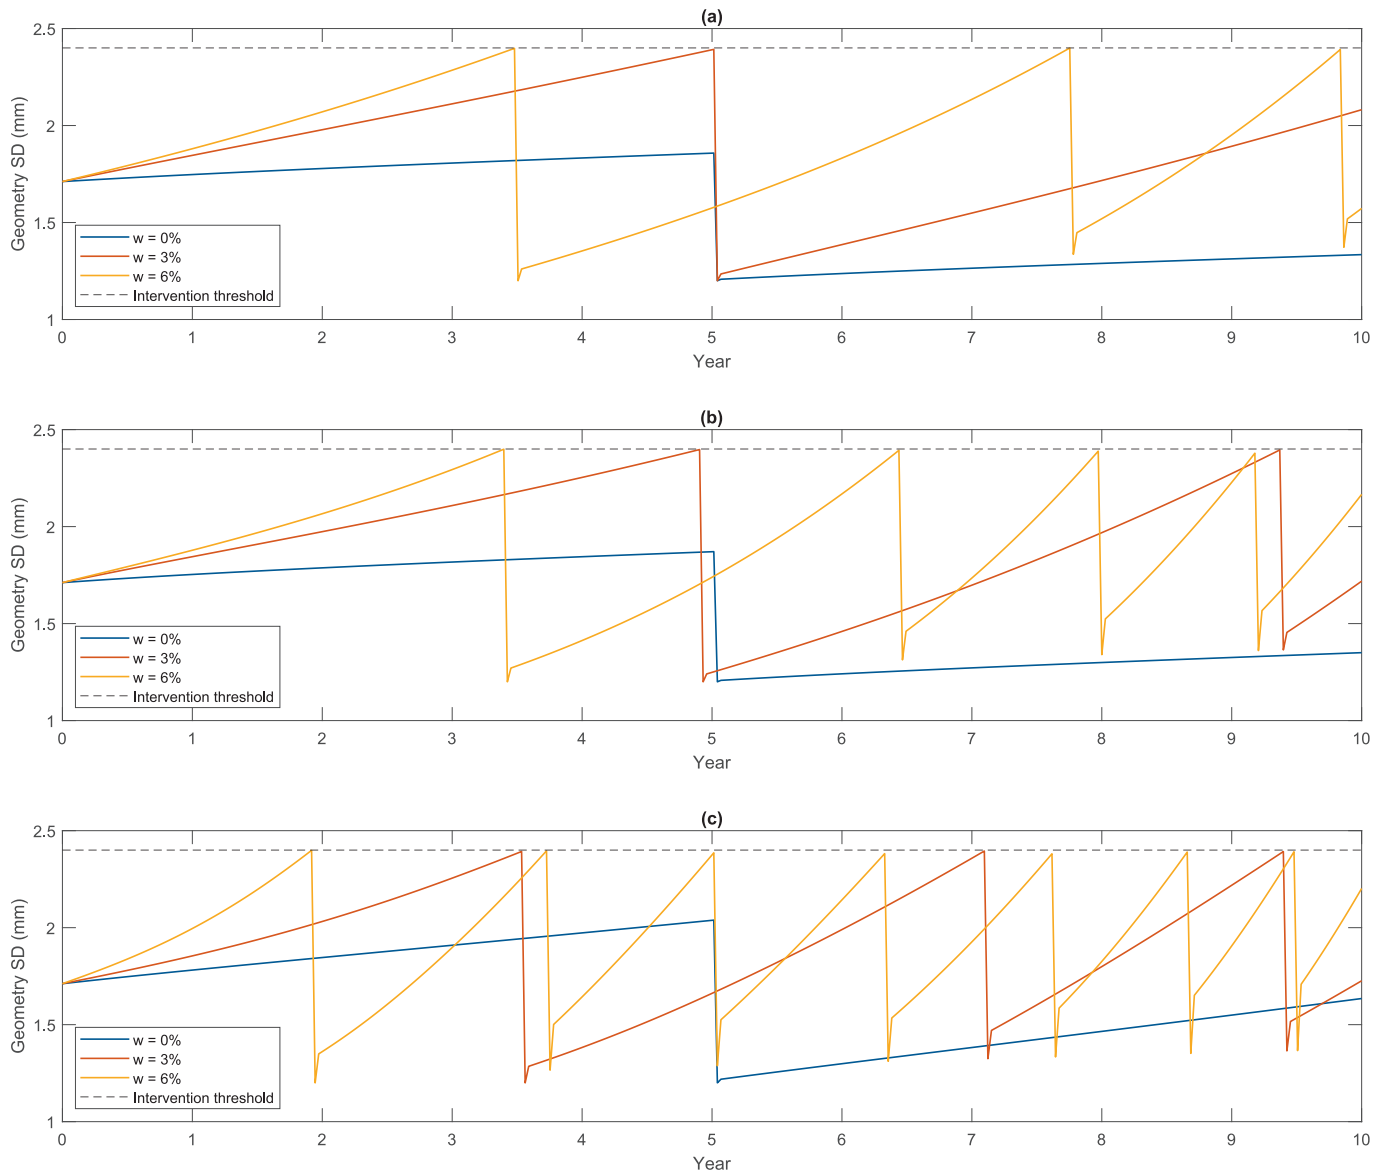 (a)
2.5
2
1.5
1
Geometry SD (mm)
w = 0%
w = 3%
w = 6%
Intervention threshold
0 1 2 3 4 5 6 7 8 9 10
Year
(b)
2.5
2
1.5
1
Geometry SD (mm)
w = 0%
w = 3%
w = 6%
Intervention threshold
0 1 2 3 4 5 6 7 8 9 10
Year
(c)
2.5
2
1.5
1
Geometry SD (mm)
w = 0%
w = 3%
w = 6%
Intervention threshold
0 1 2 3 4 5 6 7 8 9 10
Year